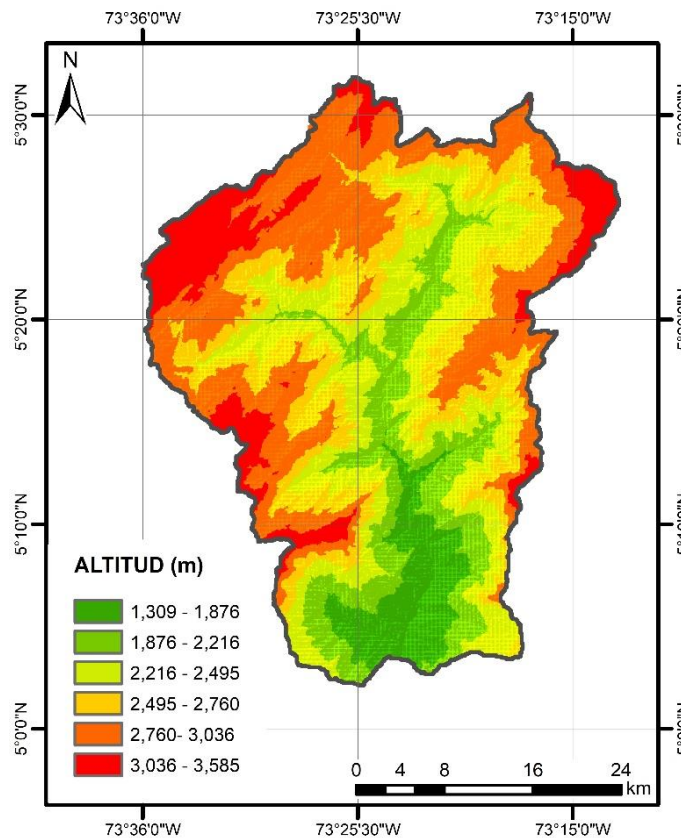 73°36'0"W 73°25'30"W 73°15'0"W
N
5°30'0"N
5°20'0"N
5°10'0"N
5°0'0"N
ALTITUD (m)
1,309 - 1,876
1,876 - 2,216
2,216 - 2,495
2,495 - 2,760
2,760- 3,036
3,036 - 3,585
0 4 8 16 24
km
73°36'0"W 73°25'30"W 73°15'0"W